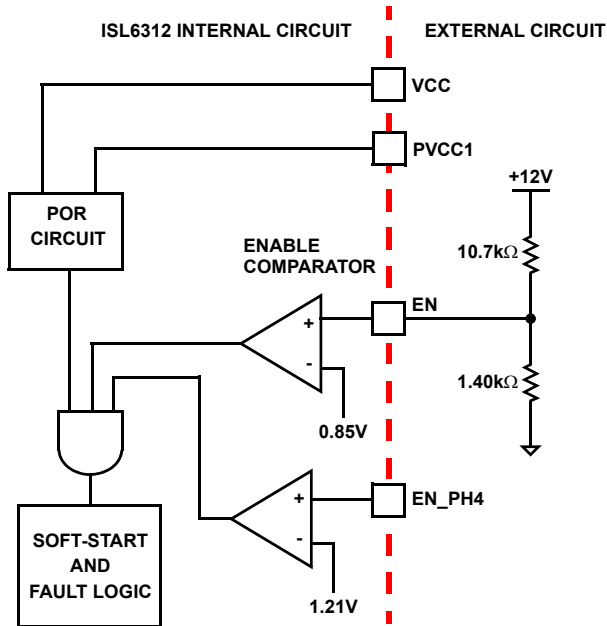 ISL6312 INTERNAL CIRCUIT
EXTERNAL CIRCUIT
VCC
PVCC1
+12V
POR
CIRCUIT
10.7kΩ
ENABLE
COMPARATOR
EN
+
-
1.40kΩ
0.85V
EN_PH4
+
-
SOFT-START
AND
FAULT LOGIC
1.21V